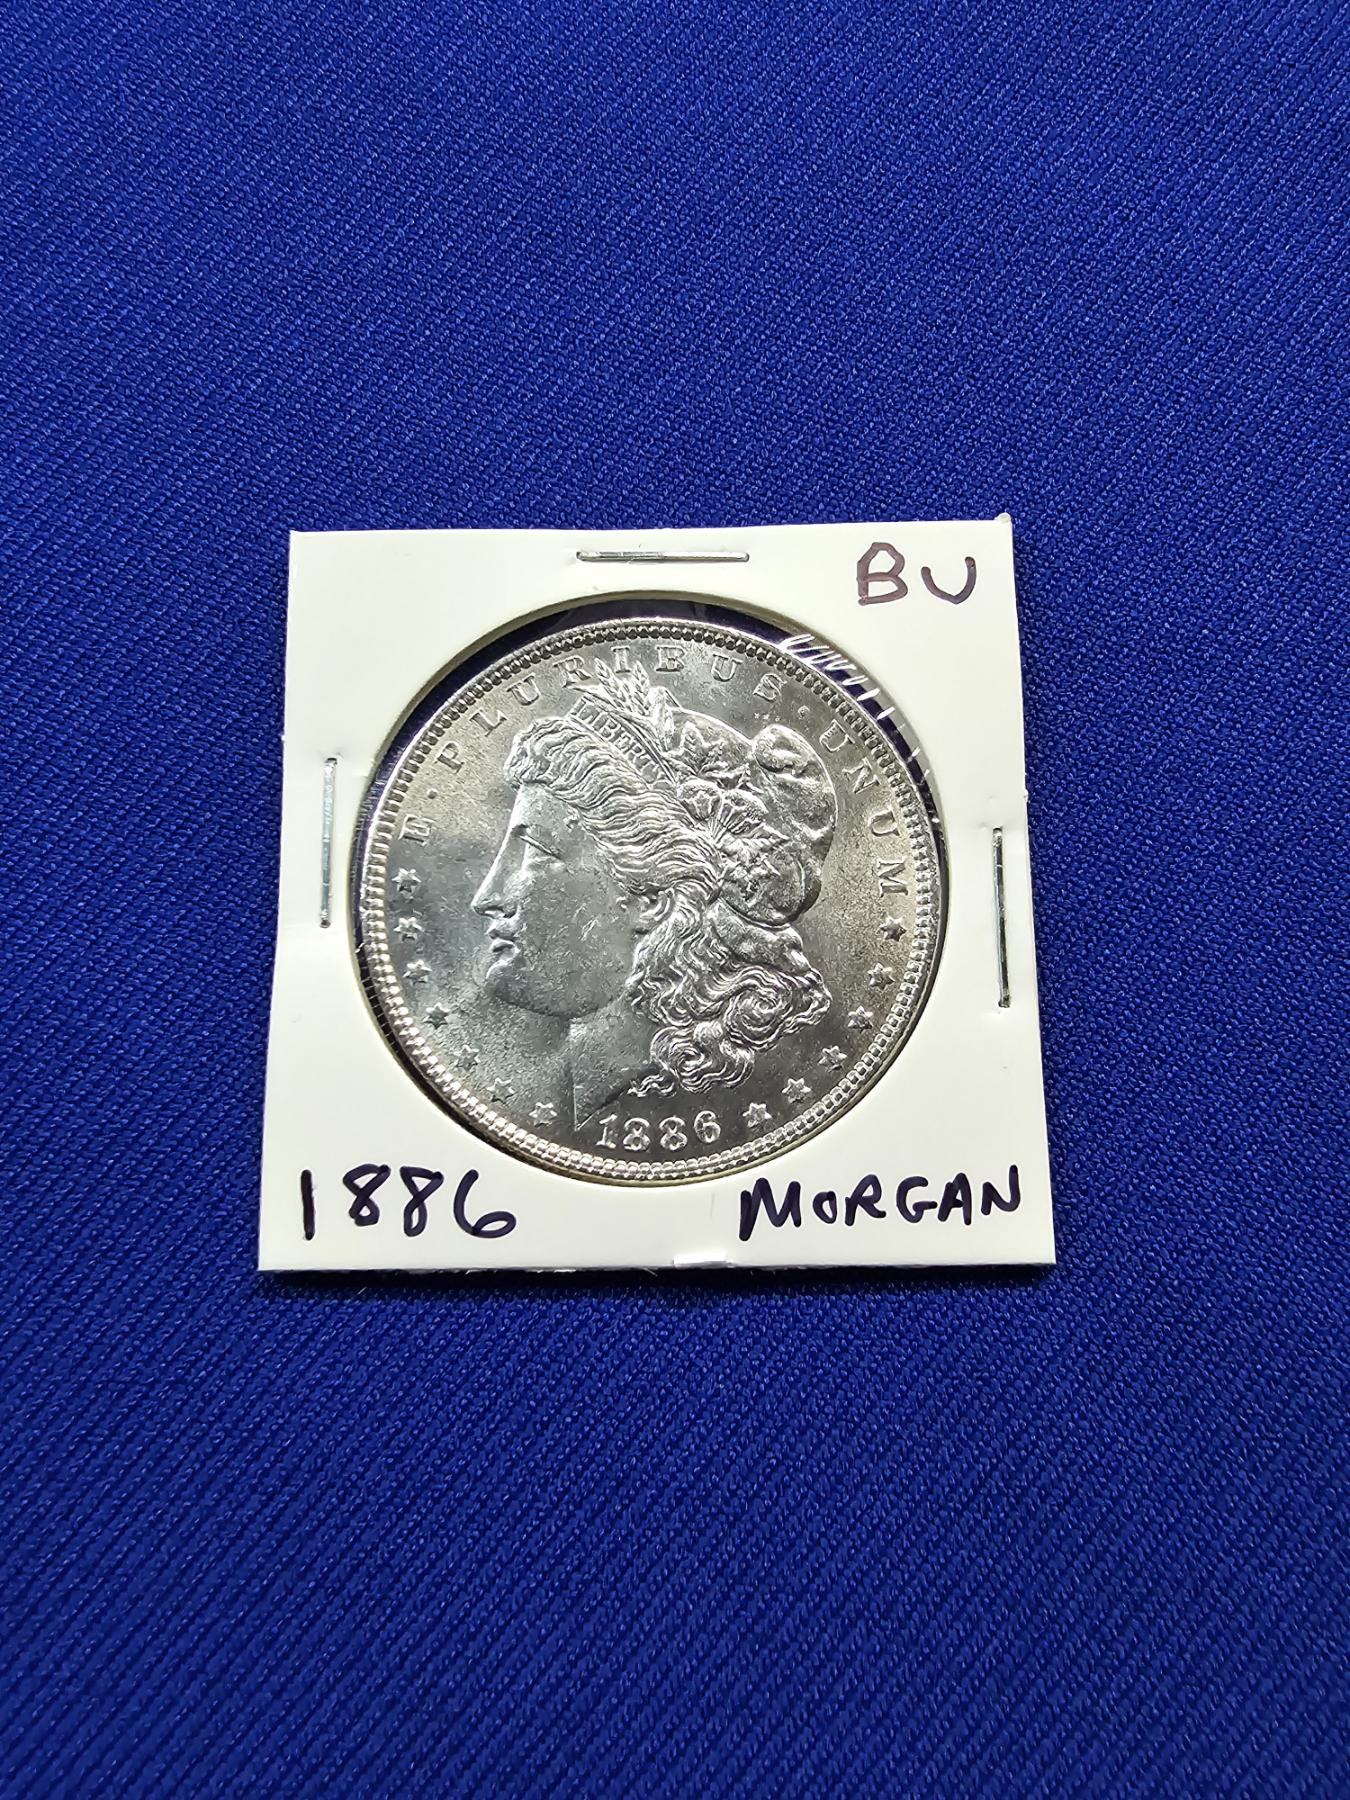 BU
E·PLURIBUS·UNUM
LIBERTY
1886
1886 MORGAN